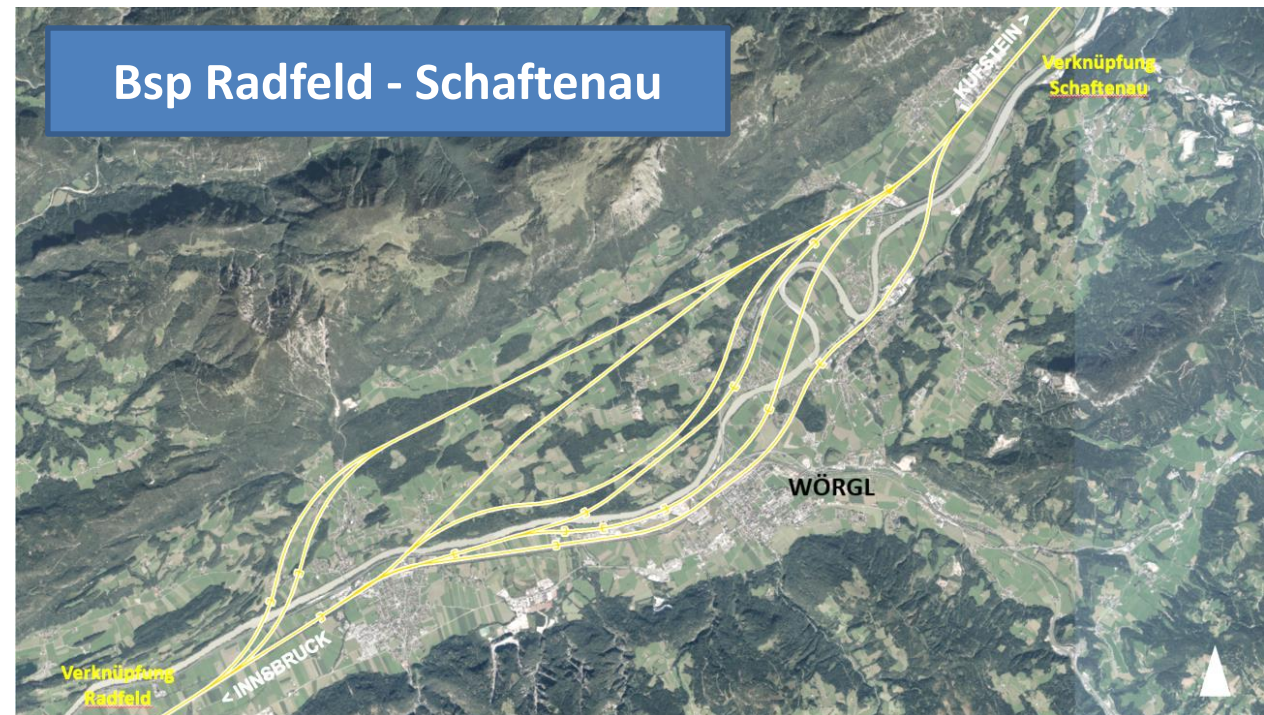 Bsp Radfeld - Schaftenau
KUFSTEIN >
Verknüpfung
Schaftenau
WÖRGL
< INNSBRUCK
Verknüpfung
Radfeld